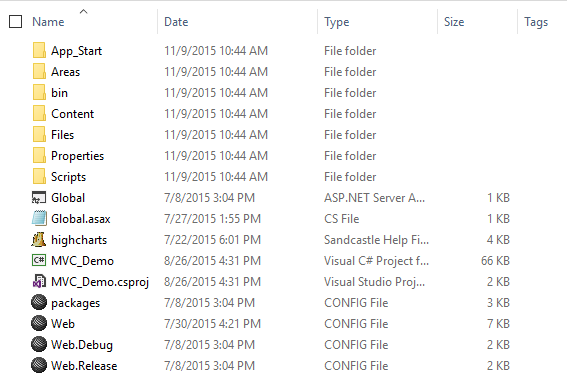 Name Date Type Size Tags
App_Start 11/9/2015 10:44 AM File folder
Areas 11/9/2015 10:44 AM File folder
bin 11/9/2015 10:44 AM File folder
Content 11/9/2015 10:44 AM File folder
Files 11/9/2015 10:44 AM File folder
Properties 11/9/2015 10:44 AM File folder
Scripts 11/9/2015 10:44 AM File folder
Global 7/8/2015 3:04 PM ASP.NET Server A... 1 KB
Global.asax 7/27/2015 1:55 PM CS File 1 KB
highcharts 7/22/2015 6:01 PM Sandcastle Help Fi... 4 KB
C# MVC_Demo 8/26/2015 4:31 PM Visual C# Project f... 66 KB
MVC_Demo.csproj 8/26/2015 4:31 PM Visual Studio Proj... 2 KB
packages 7/8/2015 3:04 PM CONFIG File 3 KB
Web 7/30/2015 4:21 PM CONFIG File 7 KB
Web.Debug 7/8/2015 3:04 PM CONFIG File 2 KB
Web.Release 7/8/2015 3:04 PM CONFIG File 2 KB